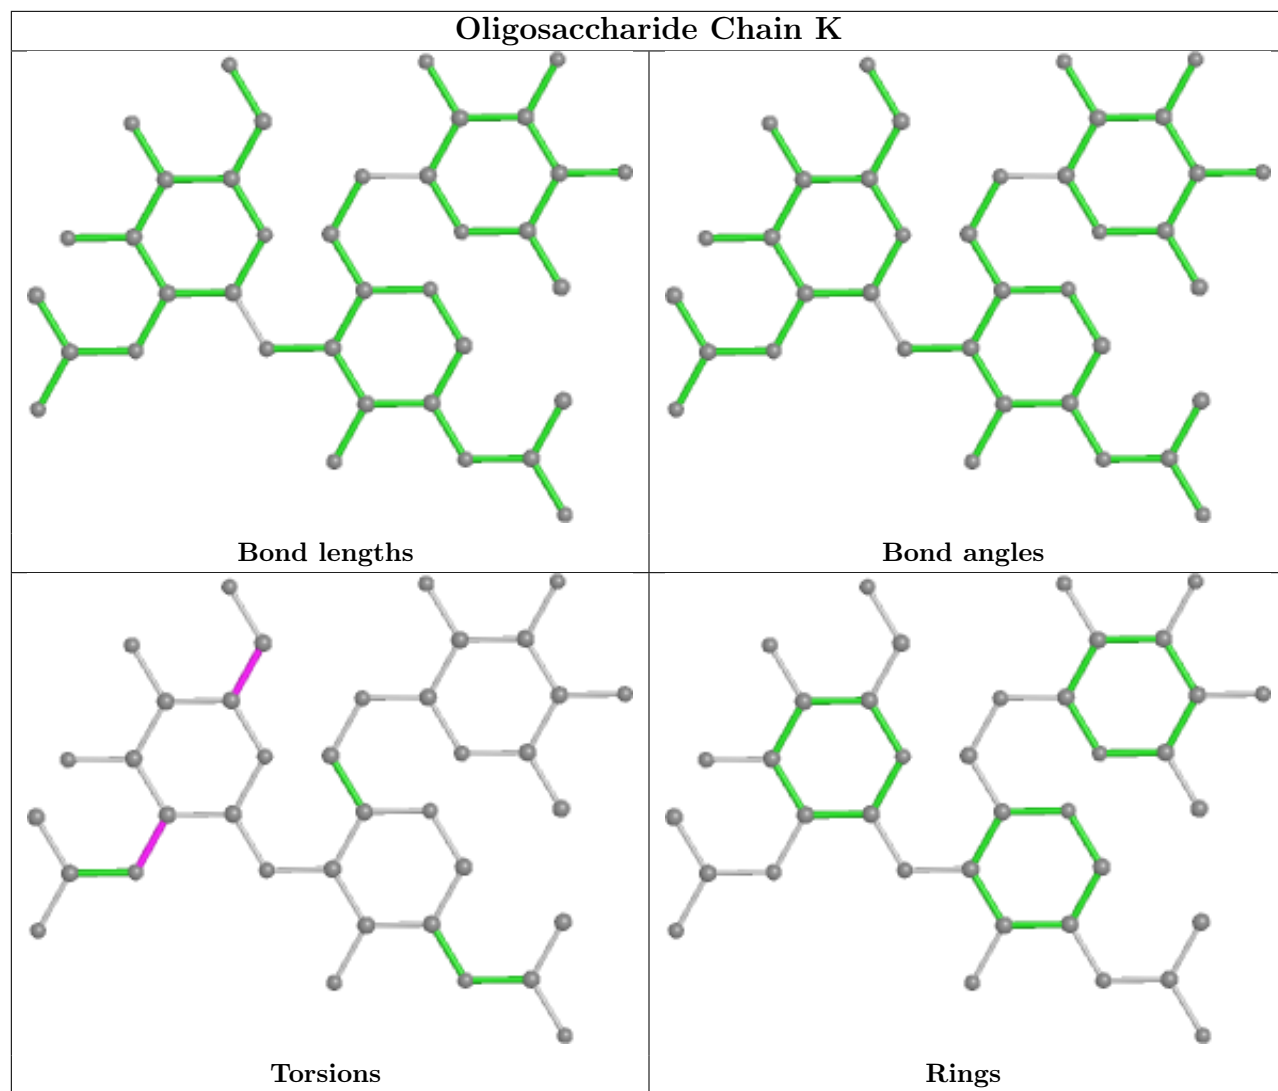 Oligosaccharide Chain K
Bond lengths
Bond angles
Torsions
Rings